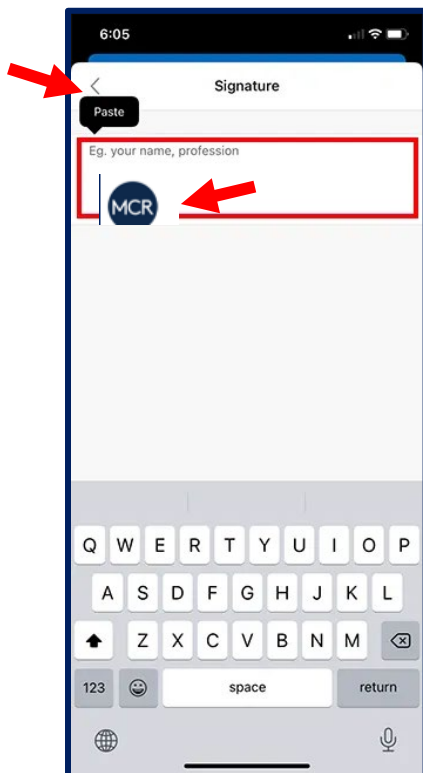 6:05
Signature
Paste
Eg. your name, profession
MCR
Q W E R T Y U I O P
A S D F G H J K L
Z X C V B N M
123 space return